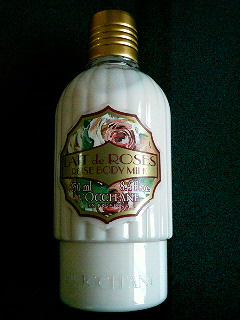 LAIT de ROSES
ROSE BODY MILK
250 ml
L'OCCITANE
L'OCCITANE